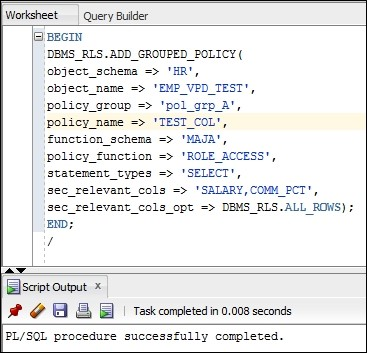 Worksheet Query Builder
BEGIN
DBMS_RLS.ADD_GROUPED_POLICY(
object_schema => 'HR',
object_name => 'EMP_VPD_TEST',
policy_group => 'pol_grp_A',
policy_name => 'TEST_COL',
function_schema => 'MAJA',
policy_function => 'ROLE_ACCESS',
statement_types => 'SELECT',
sec_relevant_cols => 'SALARY,COMM_PCT',
sec_relevant_cols_opt => DBMS_RLS.ALL_ROWS);
END;
/
Script Output x
Task completed in 0.008 seconds
PL/SQL procedure successfully completed.